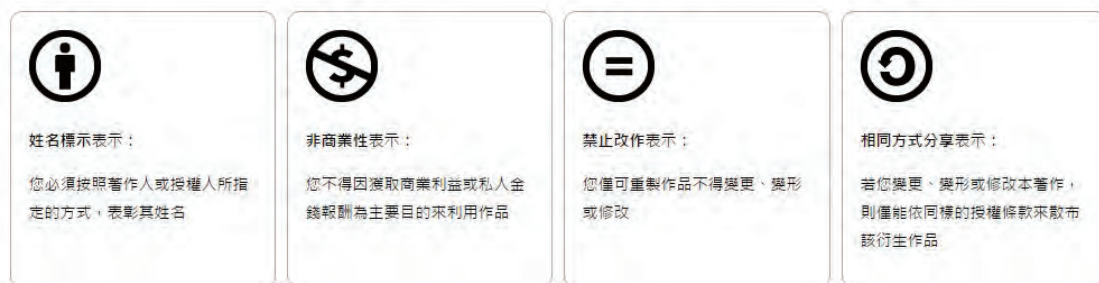 姓名標示表示：
您必須按照著作人或授權人所指
定的方式，表彰其姓名
非商業性表示：
您不得因獲取商業利益或私人金
錢報酬為主要目的來利用作品
禁止改作表示：
您僅可重製作品不得變更、變形
或修改
相同方式分享表示：
若您變更、變形或修改本著作，
則僅能依同樣的授權條款來散布
該衍生作品